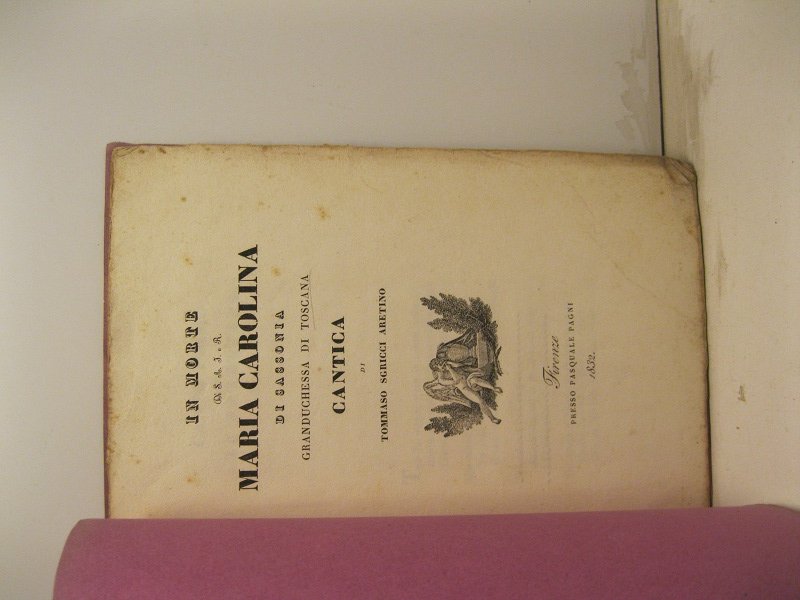 IN MORTE
DI S. A. I. e R.
MARIA CAROLINA
DI SASSONIA
GRANDUCHESSA DI TOSCANA
CANTICA
DI
TOMMASO SGRICCI ARETINO
Firenze
PRESSO PASQUALE PAGNI
1832.